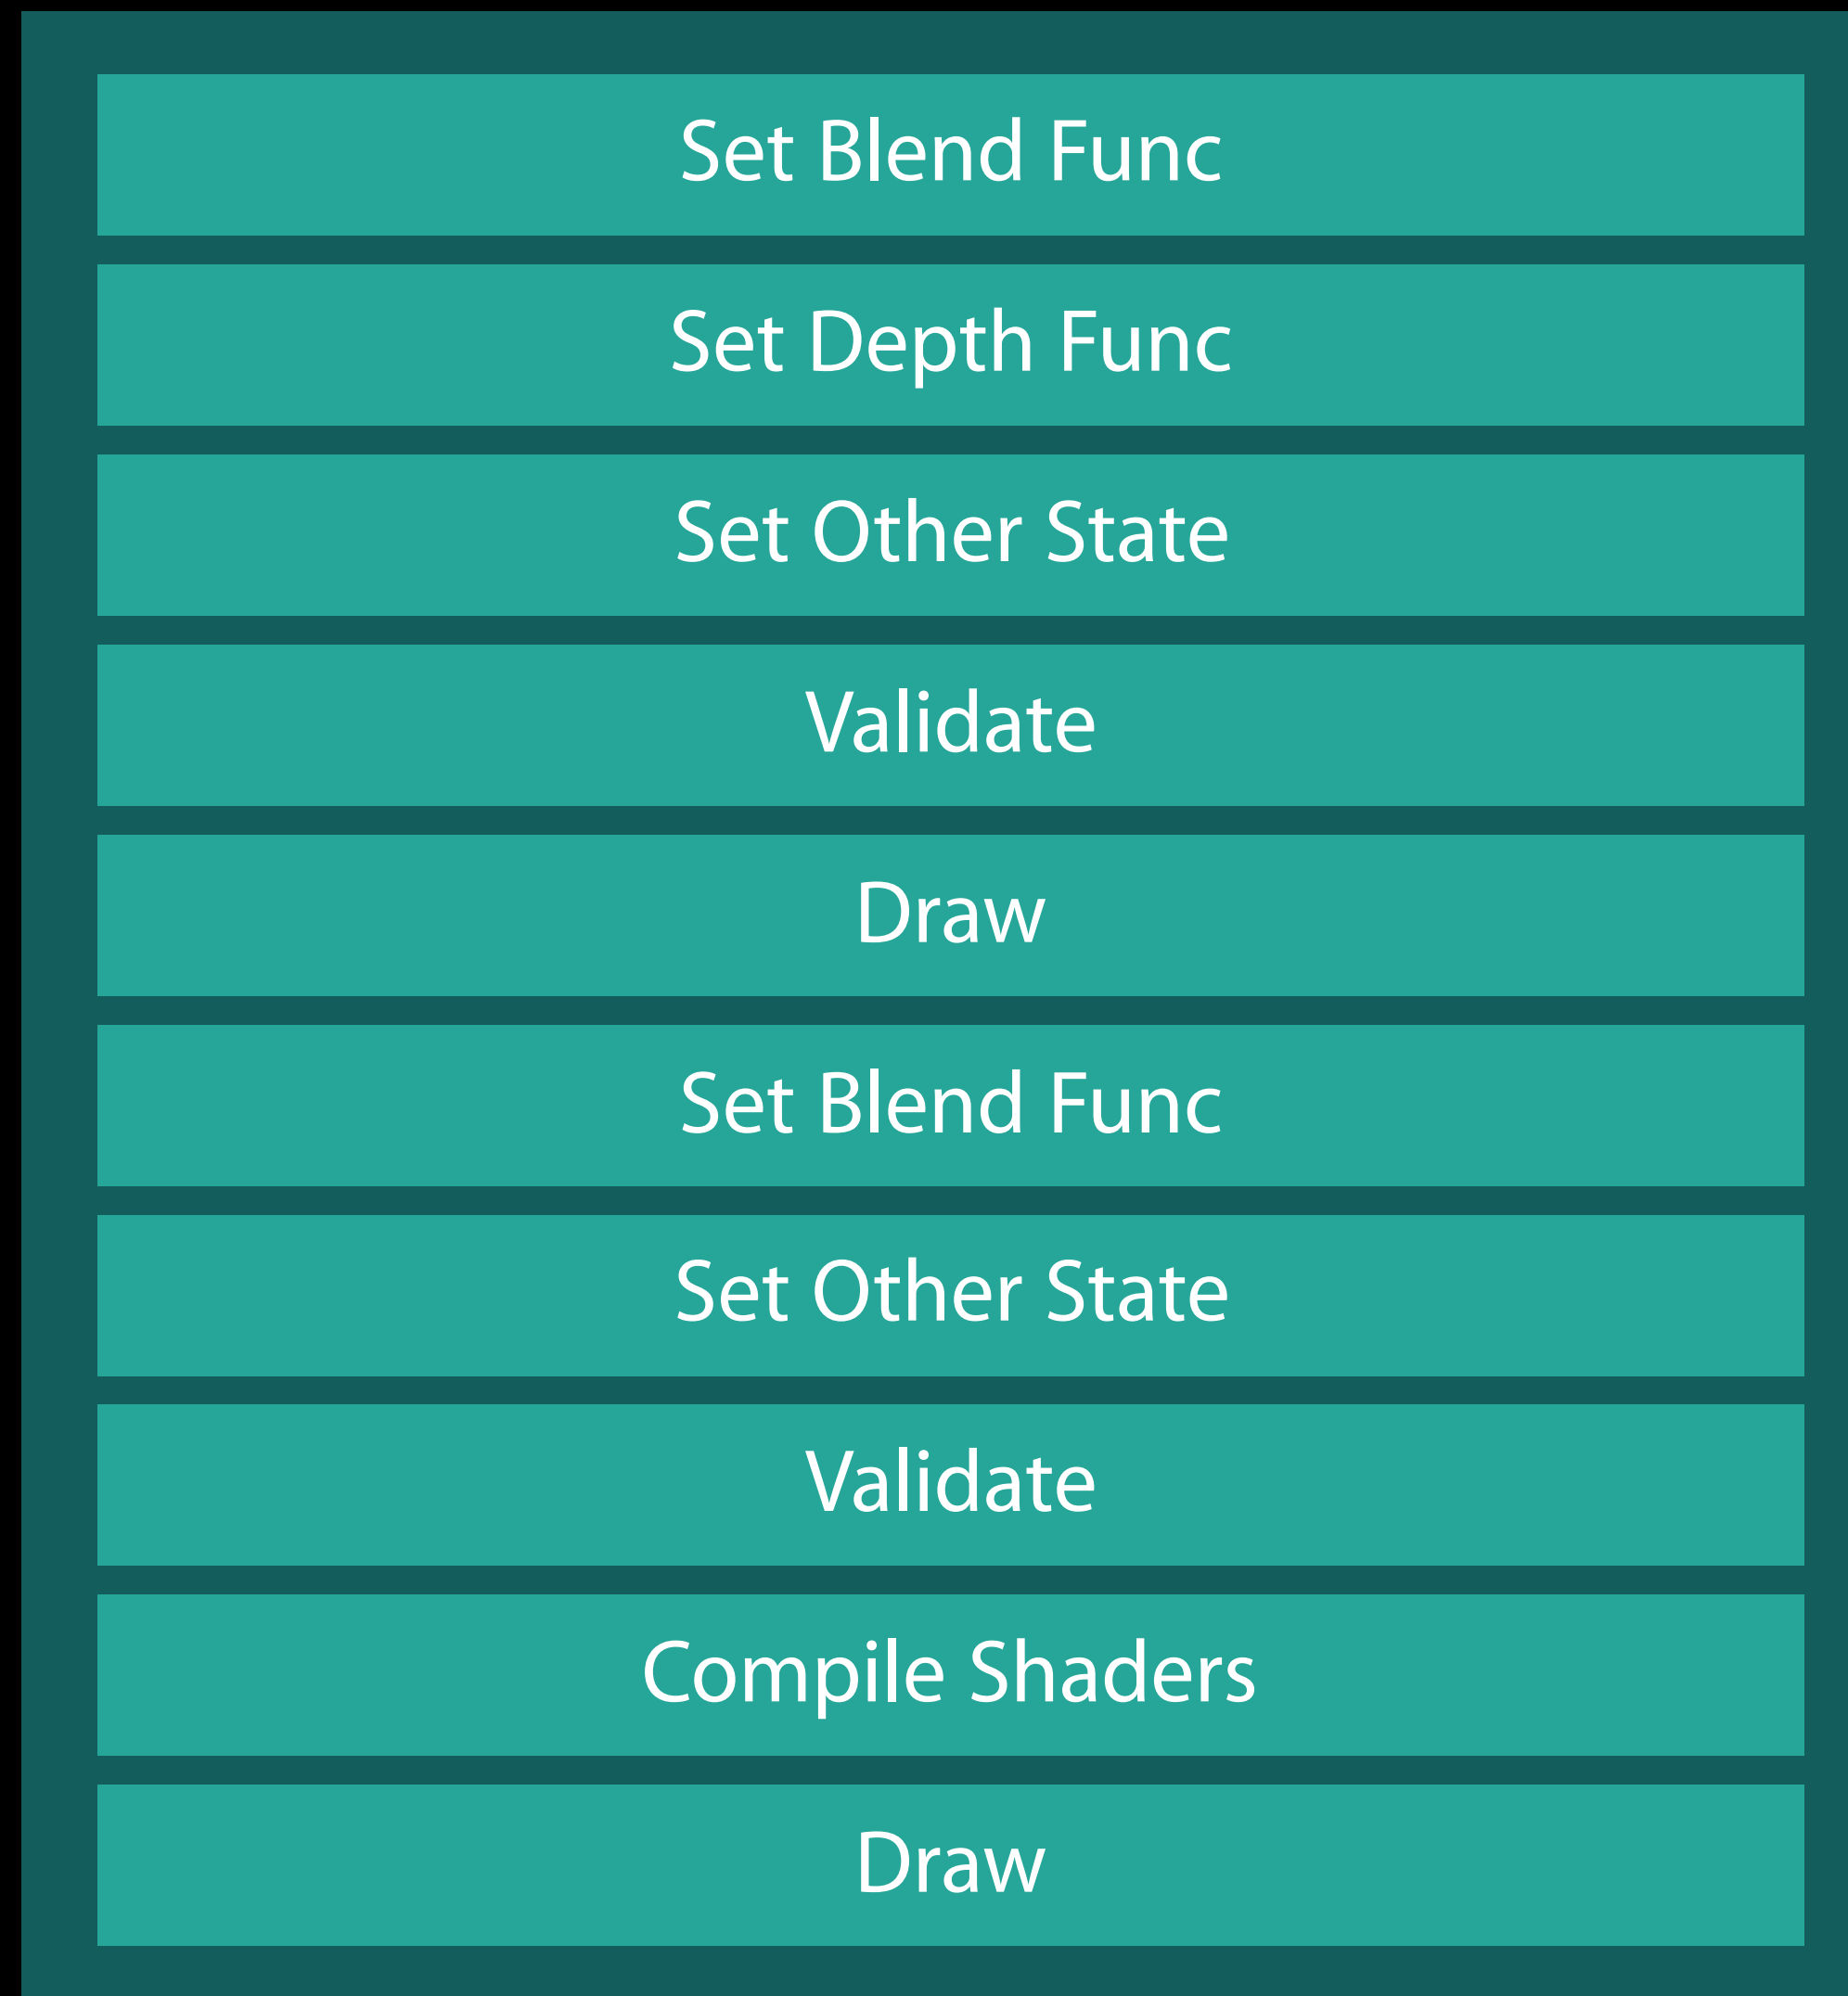 Set Blend Func
Set Depth Func
Set Other State
Validate
Draw
Set Blend Func
Set Other State
Validate
Compile Shaders
Draw